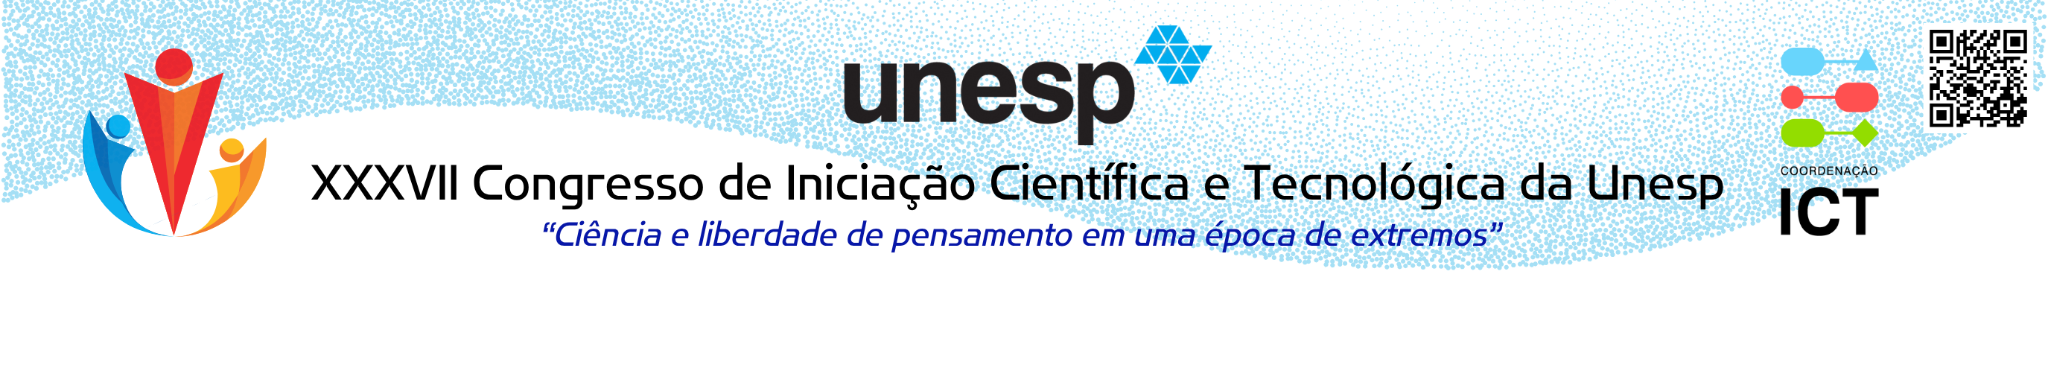 unesp
XXXVII Congresso de Iniciação Científica e Tecnológica da Unesp
“Ciência e liberdade de pensamento em uma época de extremos”
COORDENAÇÃO
ICT